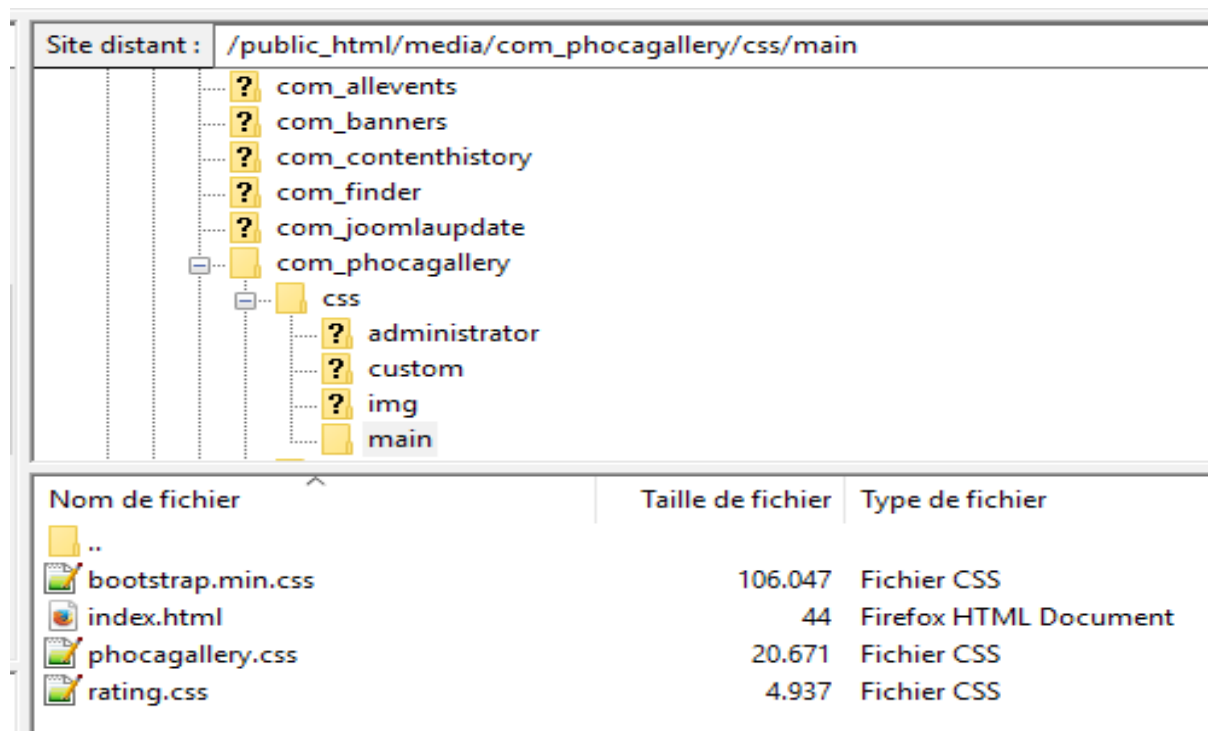 Site distant : /public_html/media/com_phocagallery/css/main
? com_allevents
? com_banners
? com_contenthistory
? com_finder
? com_joomlaupdate
com_phocagallery
css
? administrator
? custom
? img
main
Nom de fichier Taille de fichier Type de fichier
..
bootstrap.min.css 106.047 Fichier CSS
index.html 44 Firefox HTML Document
phocagallery.css 20.671 Fichier CSS
rating.css 4.937 Fichier CSS